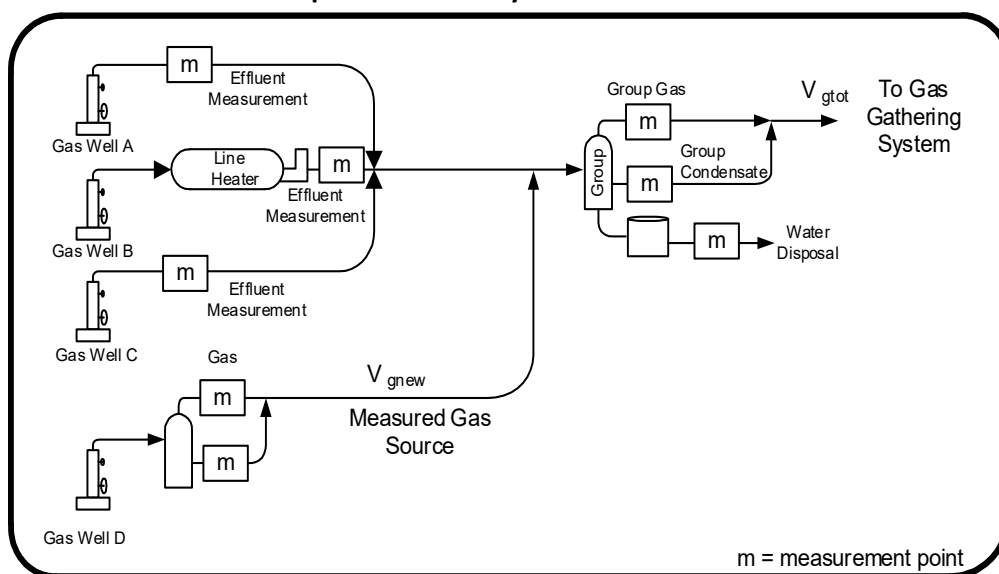 m
Effluent
Measurement
Gas Well A
Line
Heater
m
Effluent
Measurement
Gas Well B
m
Effluent
Measurement
Gas Well C
Gas
m
V gnew
Measured Gas
Source
m
Gas Well D
Group Gas
m
V gtot
To Gas
Gathering
System
Group
Group
Condensate
m
m
Water
Disposal
m = measurement point